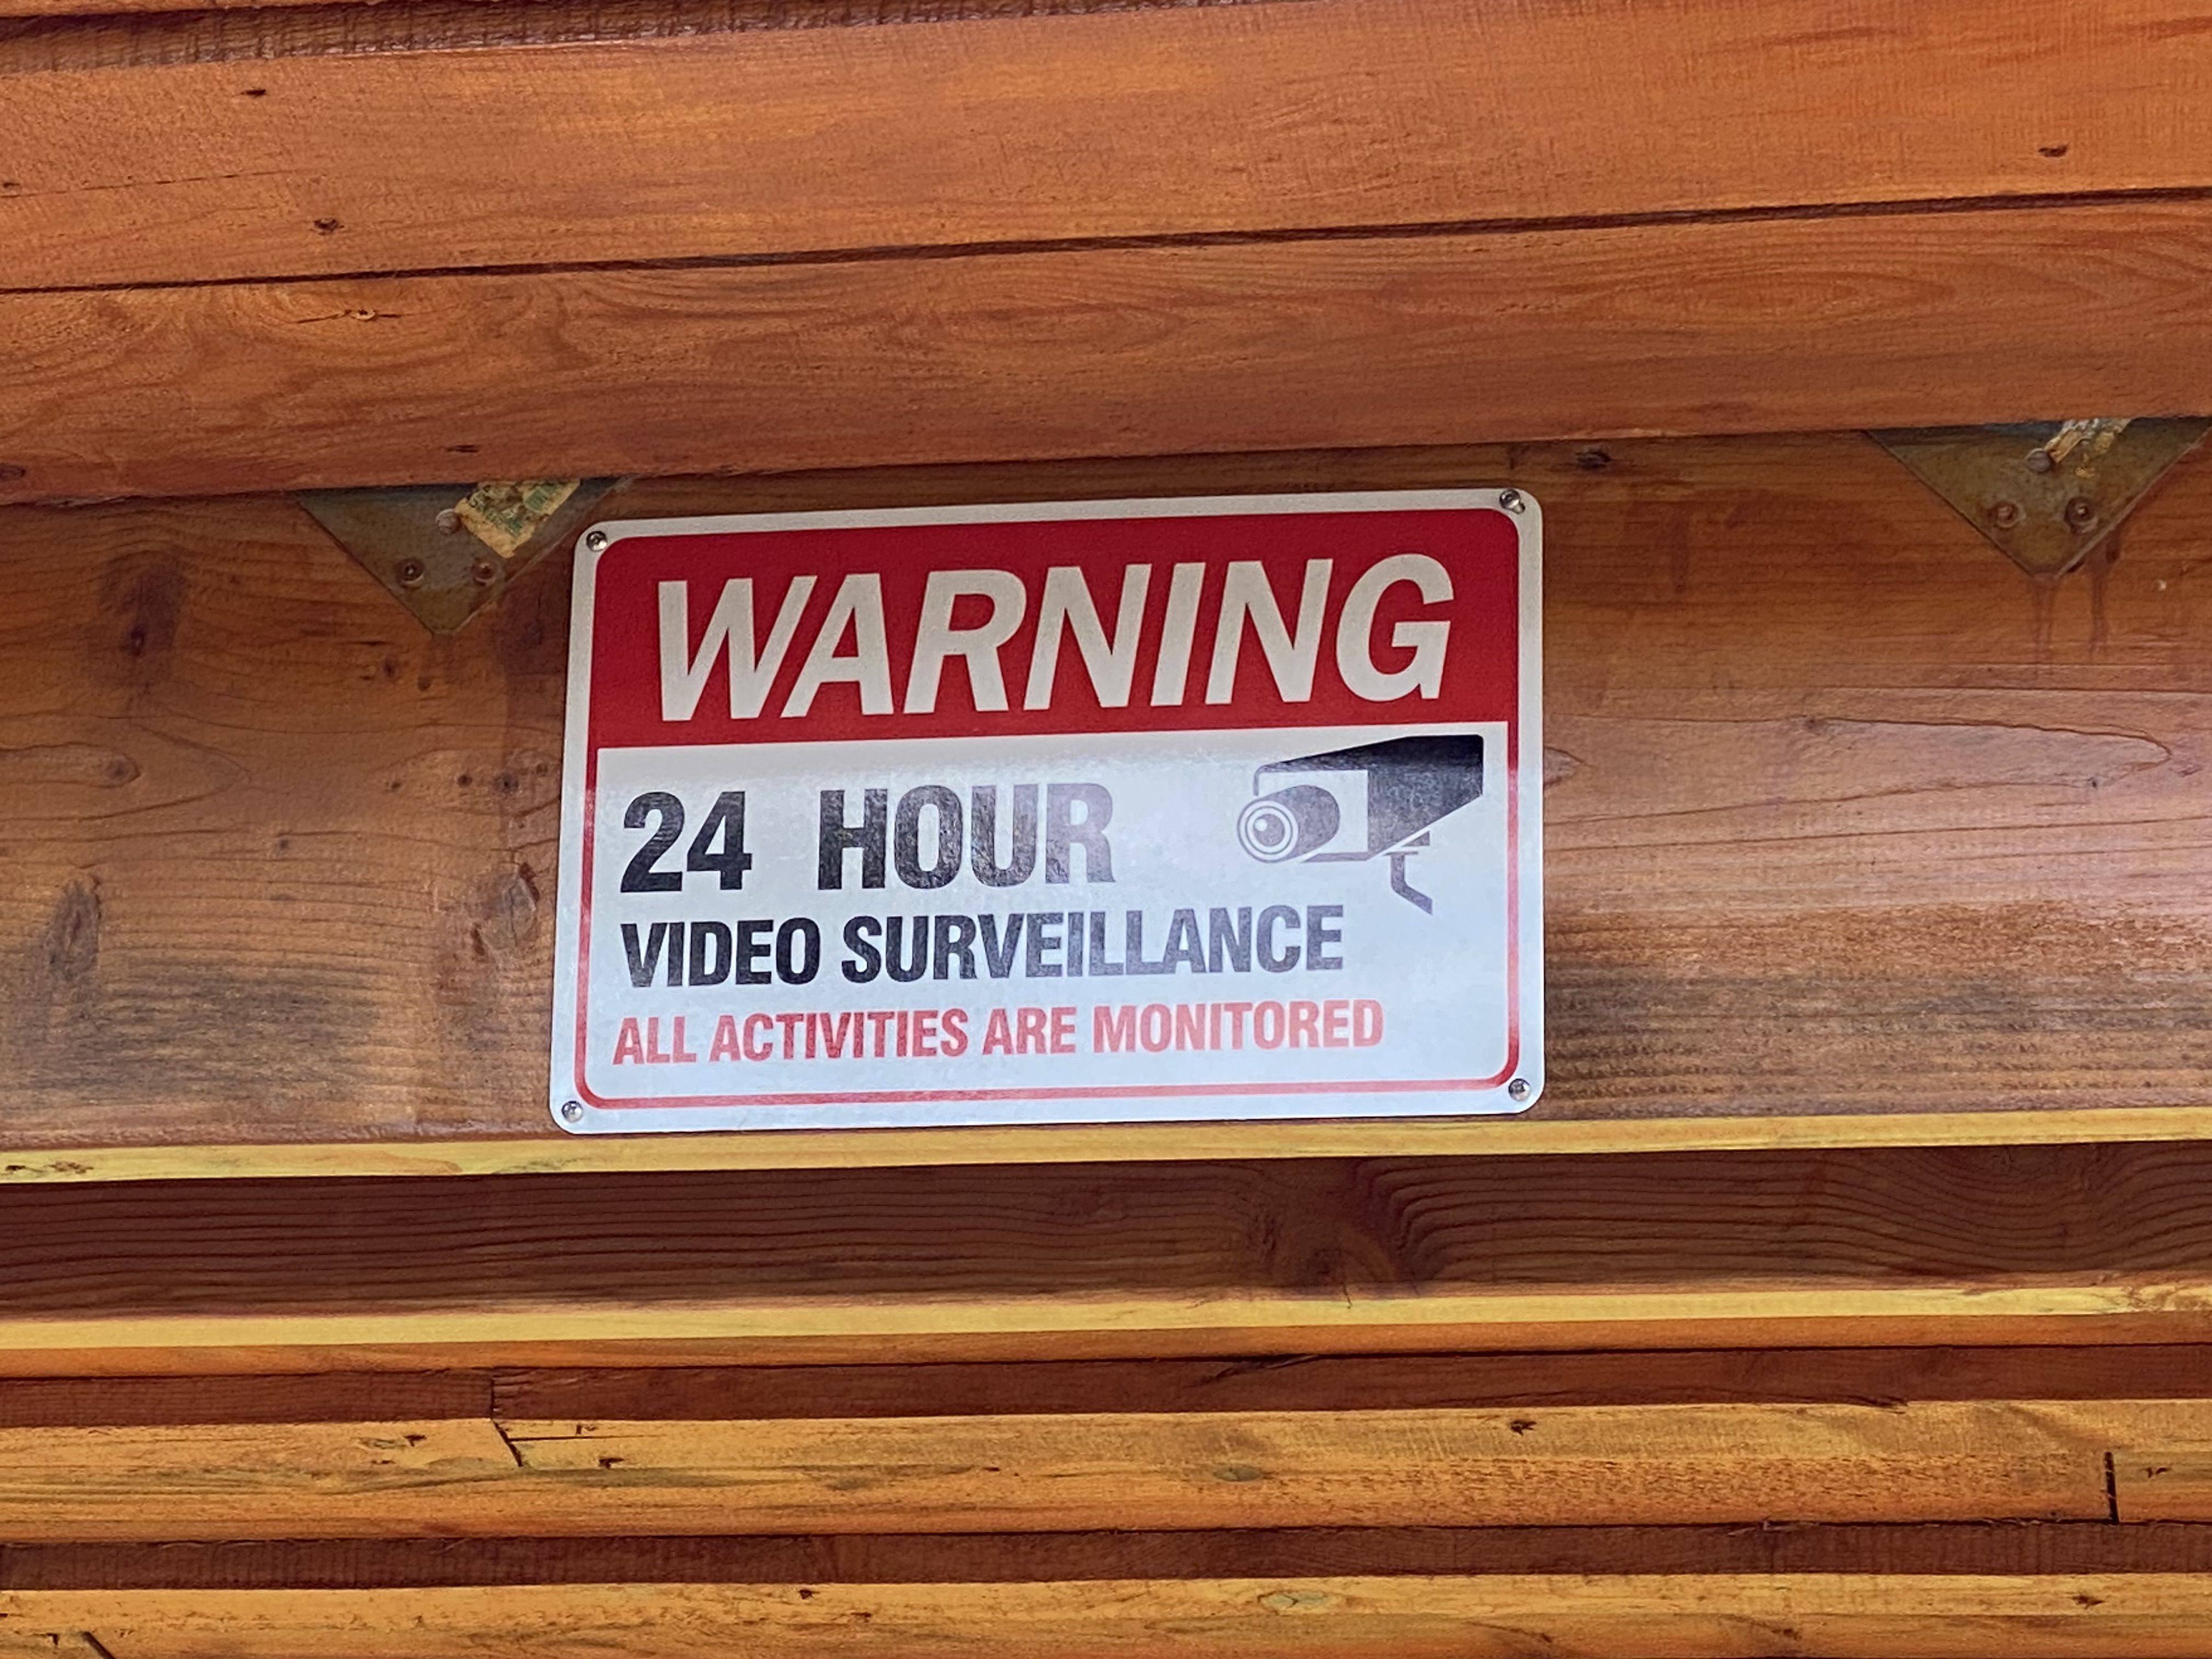 WARNING
24 HOUR
VIDEO SURVEILLANCE
ALL ACTIVITIES ARE MONITORED